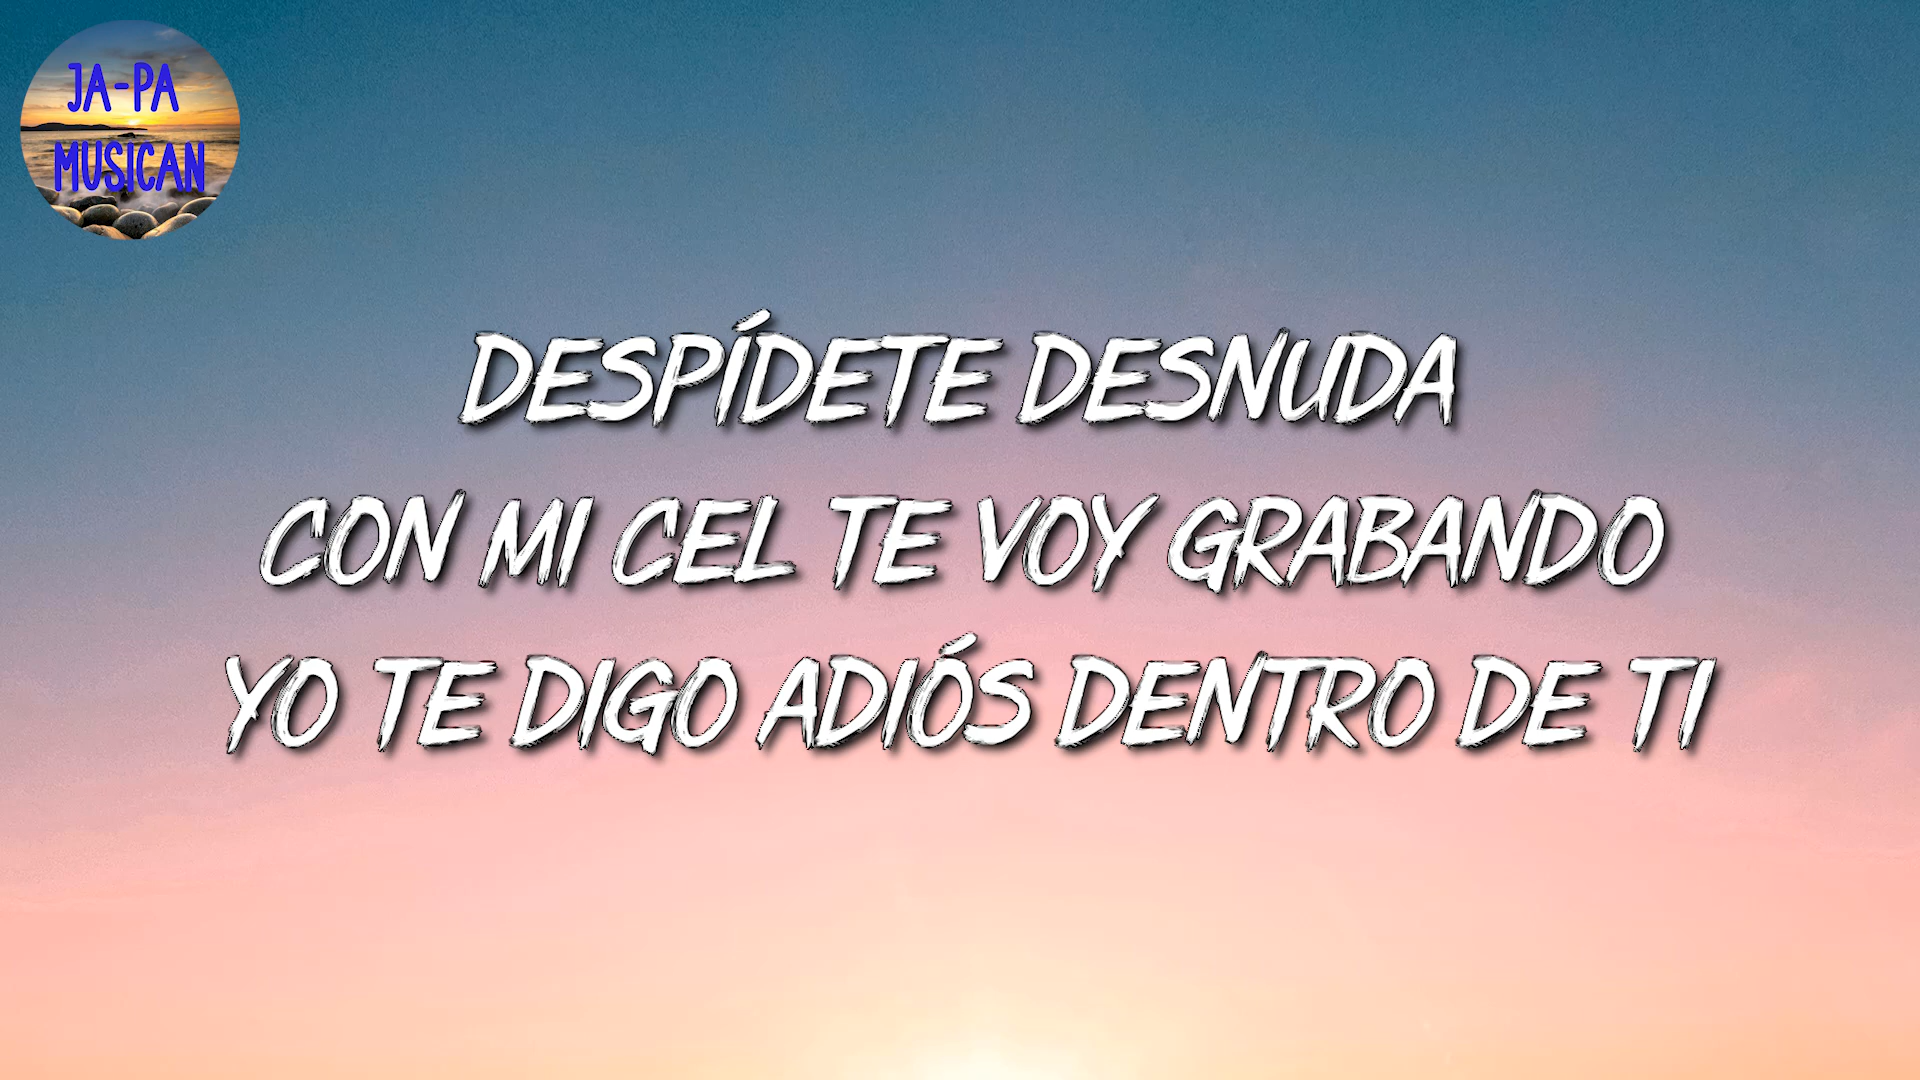 JA-PA
MUSICAN
DESPÍDETE DESNUDA
CON MI CEL TE VOY GRABANDO
YO TE DIGO ADIÓS DENTRO DE TI